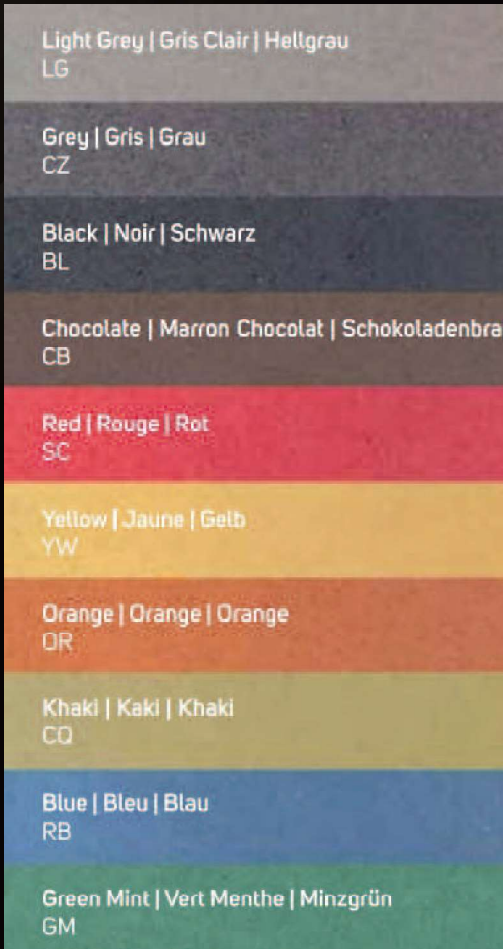 Light Grey | Gris Clair | Hellgrau
LG
Grey | Gris | Grau
CZ
Black | Noir | Schwarz
BL
Chocolate | Marron Chocolat | Schokoladenbra
CB
Red | Rouge | Rot
SC
Yellow | Jaune | Gelb
YW
Orange | Orange | Orange
OR
Khaki | Kaki | Khaki
CQ
Blue | Bleu | Blau
RB
Green Mint | Vert Menthe | Minzgrün
GM